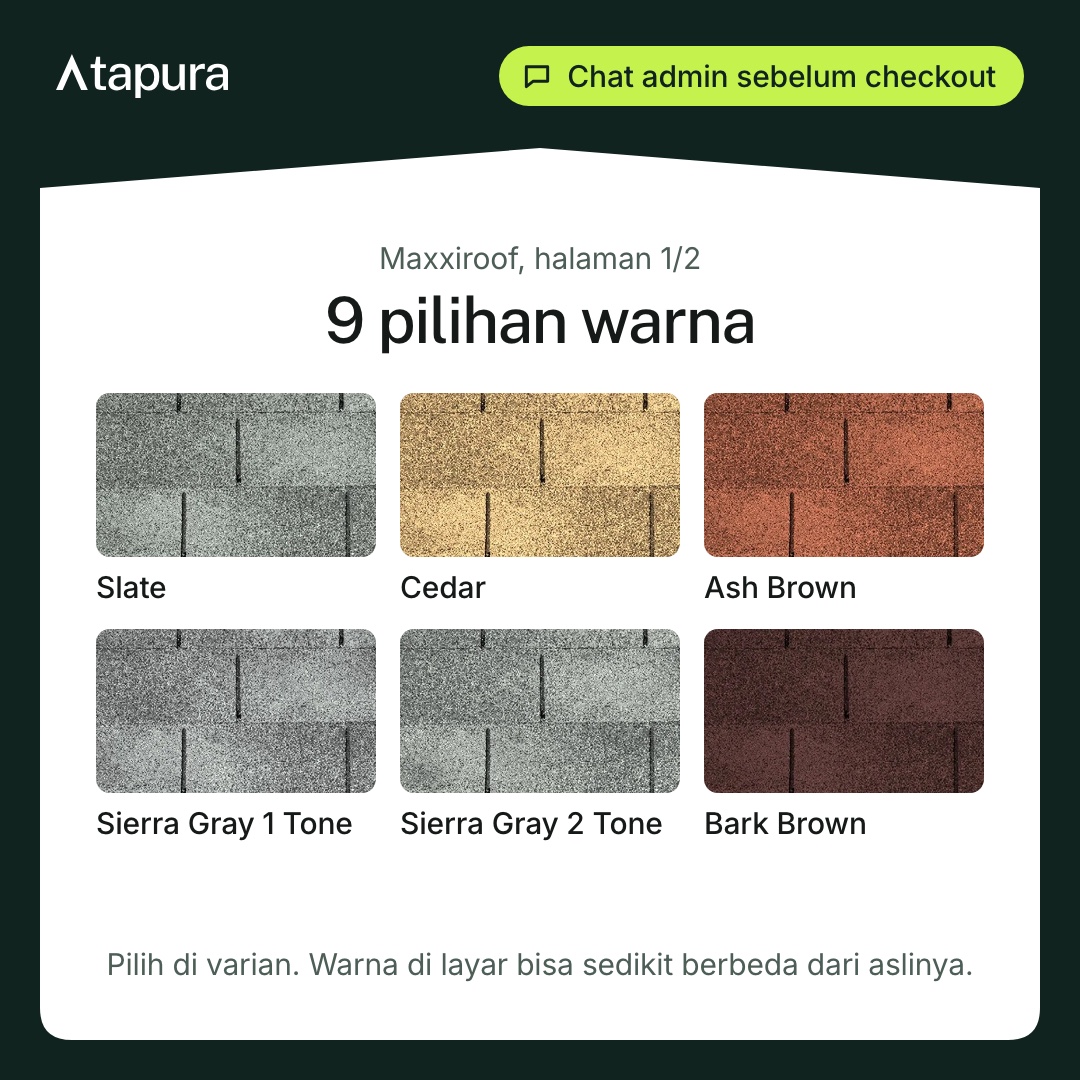 Atapura
Chat admin sebelum checkout
Maxxiroof, halaman 1/2
9 pilihan warna
Slate
Cedar
Ash Brown
Sierra Gray 1 Tone
Sierra Gray 2 Tone
Bark Brown
Pilih di varian. Warna di layar bisa sedikit berbeda dari aslinya.